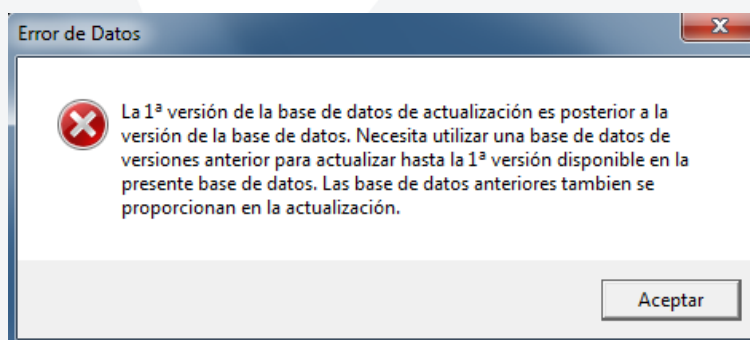 Error de Datos
La 1ª versión de la base de datos de actualización es posterior a la
versión de la base de datos. Necesita utilizar una base de datos de
versiones anterior para actualizar hasta la 1ª versión disponible en la
presente base de datos. Las base de datos anteriores tambien se
proporcionan en la actualización.
Aceptar